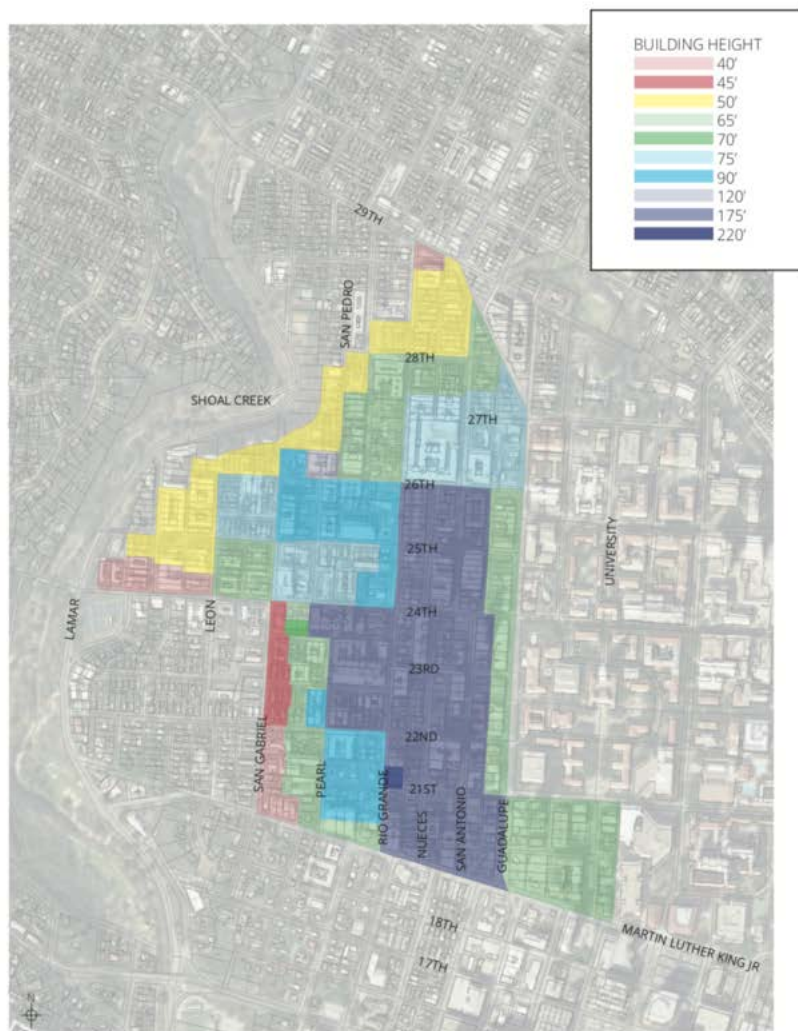 BUILDING HEIGHT
40'
45'
50'
65'
70'
75'
90'
120'
175'
220'
29TH
SAN PEDRO
28TH
SHOAL CREEK
27TH
26TH
25TH
UNIVERSITY
24TH
LAMAR
LEON
23RD
22ND
SAN GABRIEL
PEARL
21ST
RIO GRANDE
NUECES
SAN ANTONIO
GUADALUPE
18TH
MARTIN LUTHER KING JR
17TH
N